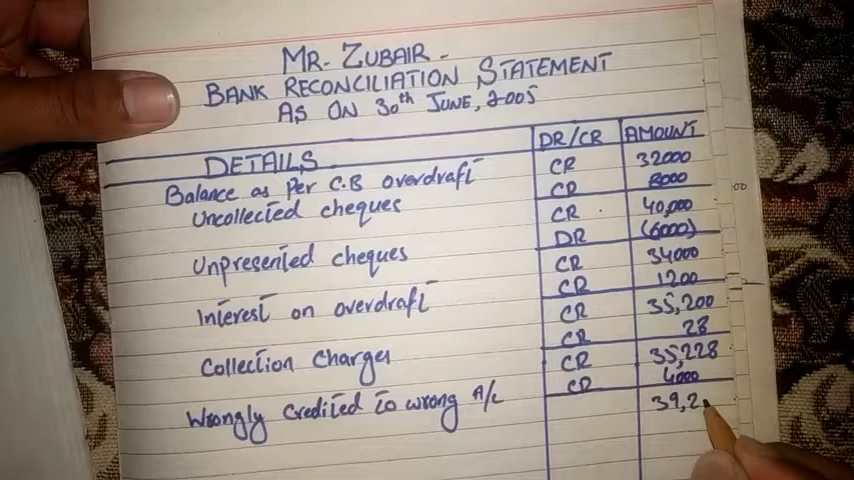 MR. ZUBAIR -
BANK RECONCILIATION STATEMENT
AS ON 30th JUNE, 2005
DETAILS DR/CR AMOUNT
Balance as Per C.B overdraft CR 32000
Uncollected cheques CR 8000
CR 40,000
Unpresented cheques DR (6000)
CR 34000
Interest on overdraft CR 1200
CR 35,200
Collection Charges CR 28
CR 35,228
Wrongly Credited to wrong A/c CR 4000
39,2